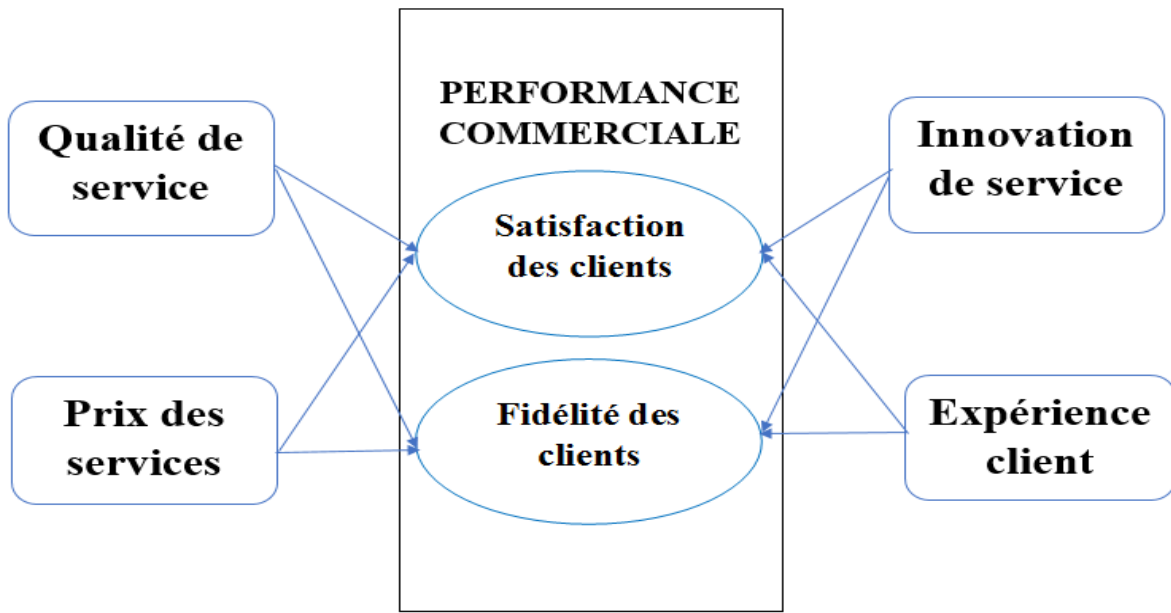 PERFORMANCE
COMMERCIALE
Qualité de
service
Innovation
de service
Satisfaction
des clients
Prix des
services
Fidélité des
clients
Expérience
client